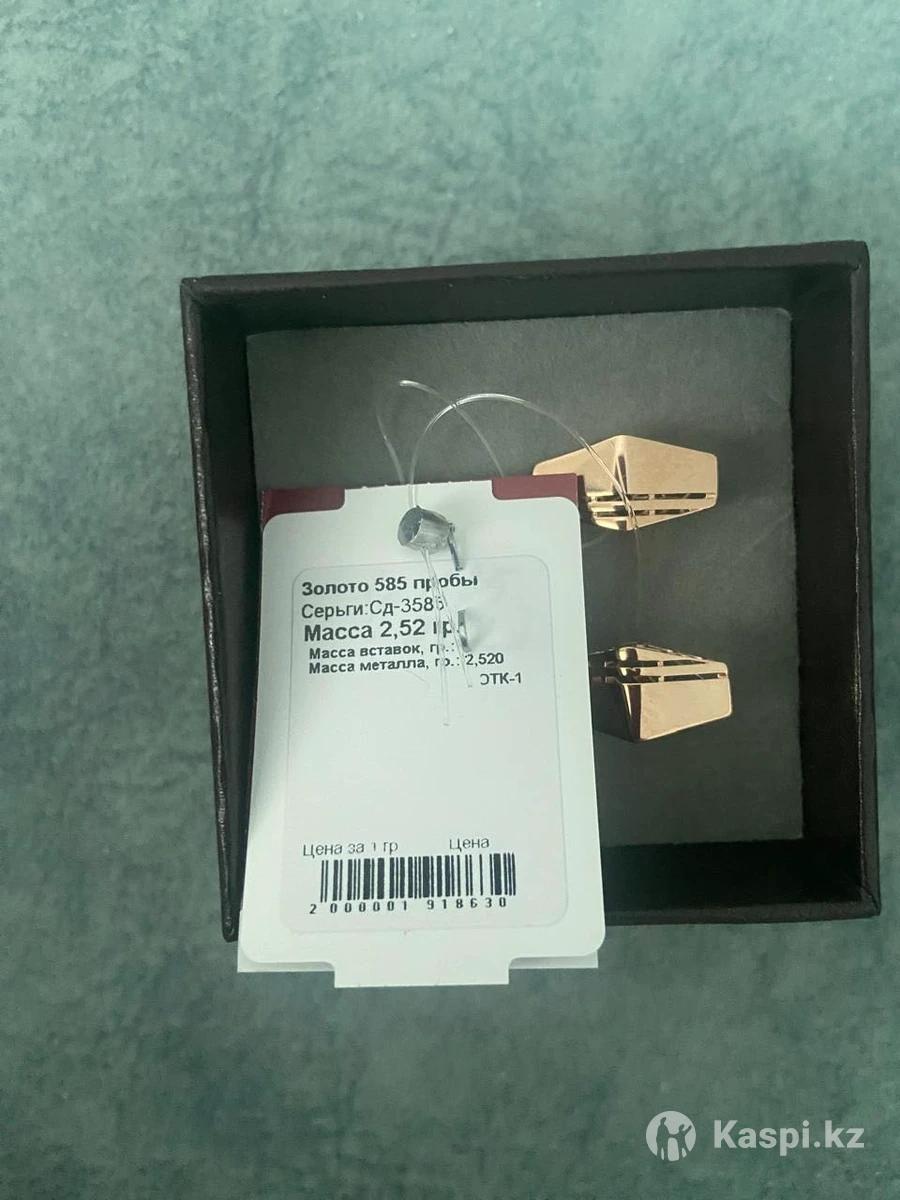 Золото 585 пробы
Серьги:Сд-3586
Масса 2,52 гр.
Масса вставок, гр.:
Масса металла, гр.: 2,520
ОТК-1
Цена за 1 гр Цена
2 000001 918630
Kaspi.kz